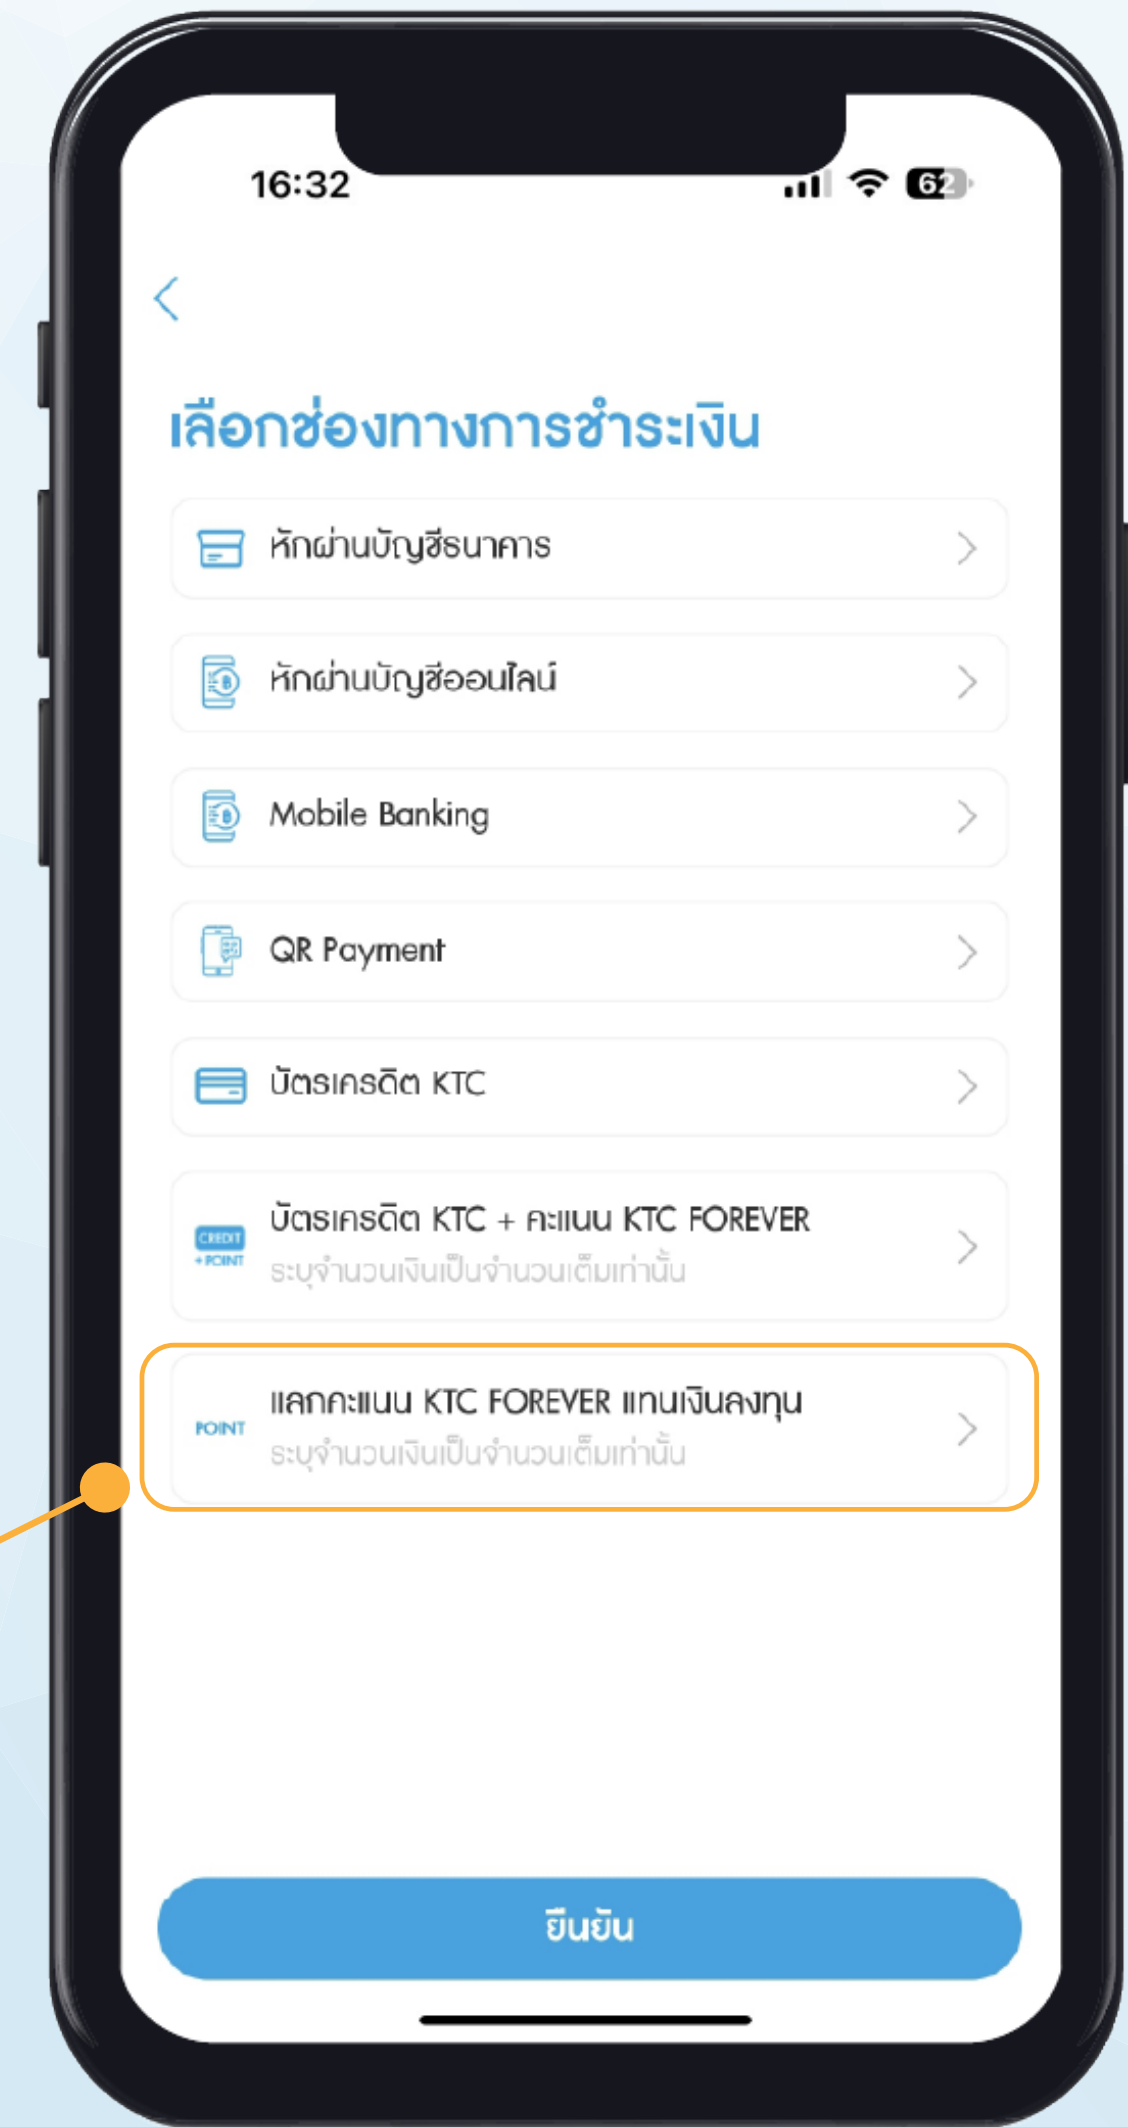 16:32
62
เลือกช่องทางการชำระเงิน
หักผ่านบัญชีธนาคาร
หักผ่านบัญชีออนไลน์
Mobile Banking
QR Payment
บัตรเครดิต KTC
CREDIT
+ POINT
บัตรเครดิต KTC + คะแนน KTC FOREVER
ระบุจำนวนเงินเป็นจำนวนเต็มเท่านั้น
POINT
แลกคะแนน KTC FOREVER แทนเงินลงทุน
ระบุจำนวนเงินเป็นจำนวนเต็มเท่านั้น
ยืนยัน